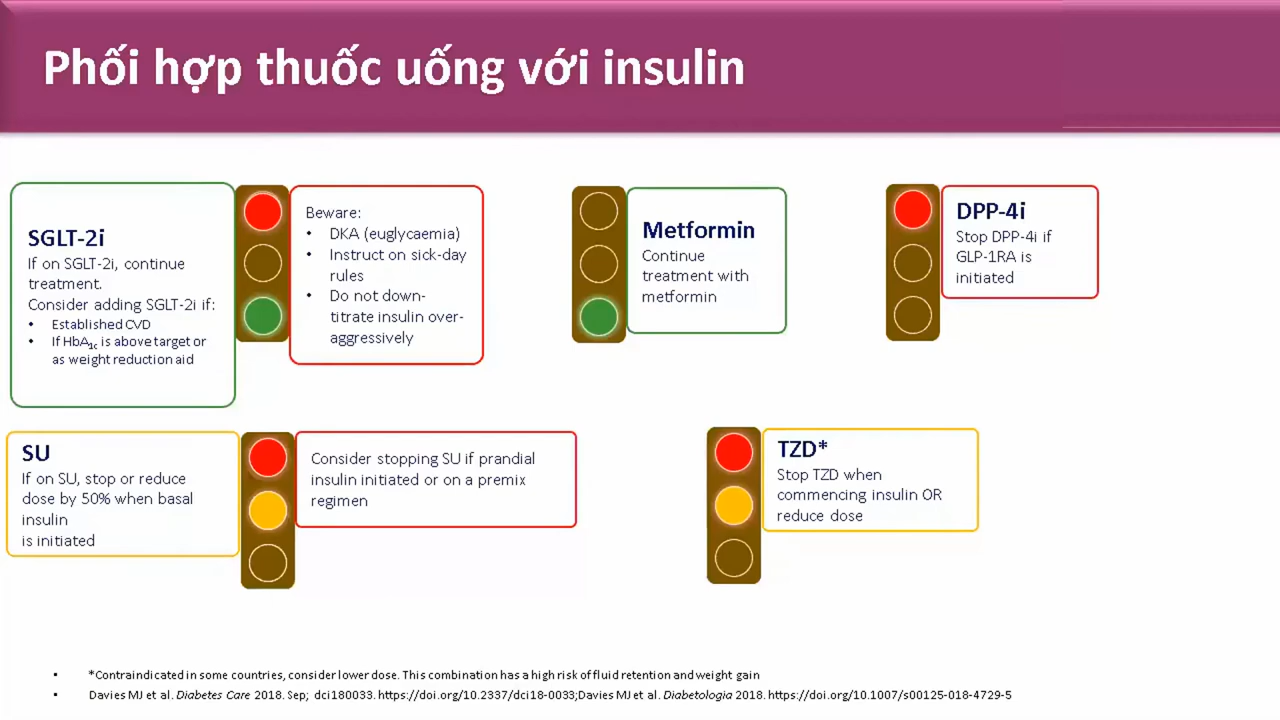 Phối hợp thuốc uống với insulin
SGLT-2i
If on SGLT-2i, continue
treatment.
Consider adding SGLT-2i if:
• Established CVD
• If HbA1c is above target or
as weight reduction aid
Beware:
• DKA (euglycaemia)
• Instruct on sick-day
rules
• Do not down-
titrate insulin over-
aggressively
Metformin
Continue
treatment with
metformin
DPP-4i
Stop DPP-4i if
GLP-1RA is
initiated
SU
If on SU, stop or reduce
dose by 50% when basal
insulin
is initiated
Consider stopping SU if prandial
insulin initiated or on a premix
regimen
TZD*
Stop TZD when
commencing insulin OR
reduce dose
• *Contraindicated in some countries, consider lower dose. This combination has a high risk of fluid retention and weight gain
• Davies MJ et al. Diabetes Care 2018. Sep; dci180033. https://doi.org/10.2337/dci18-0033;Davies MJ et al. Diabetologia 2018. https://doi.org/10.1007/s00125-018-4729-5